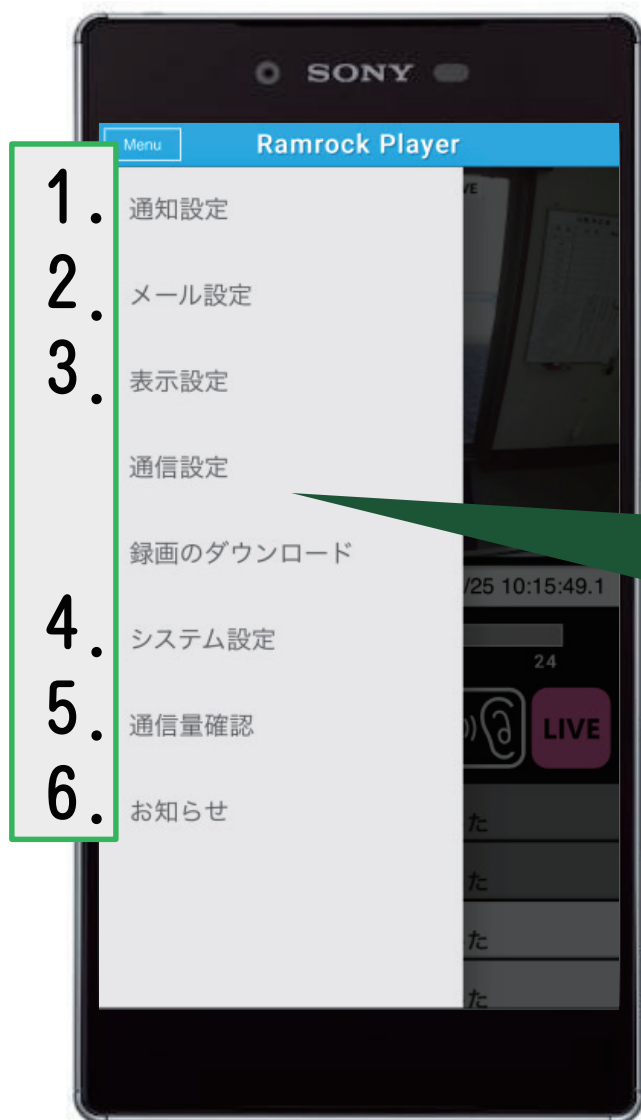 SONY
Menu Ramrock Player
1. 通知設定
2. メール設定
3. 表示設定
通信設定
録画のダウンロード
4. システム設定
5. 通信量確認
6. お知らせ
/25 10:15:49.1
24
LIVE
た
た
た
た